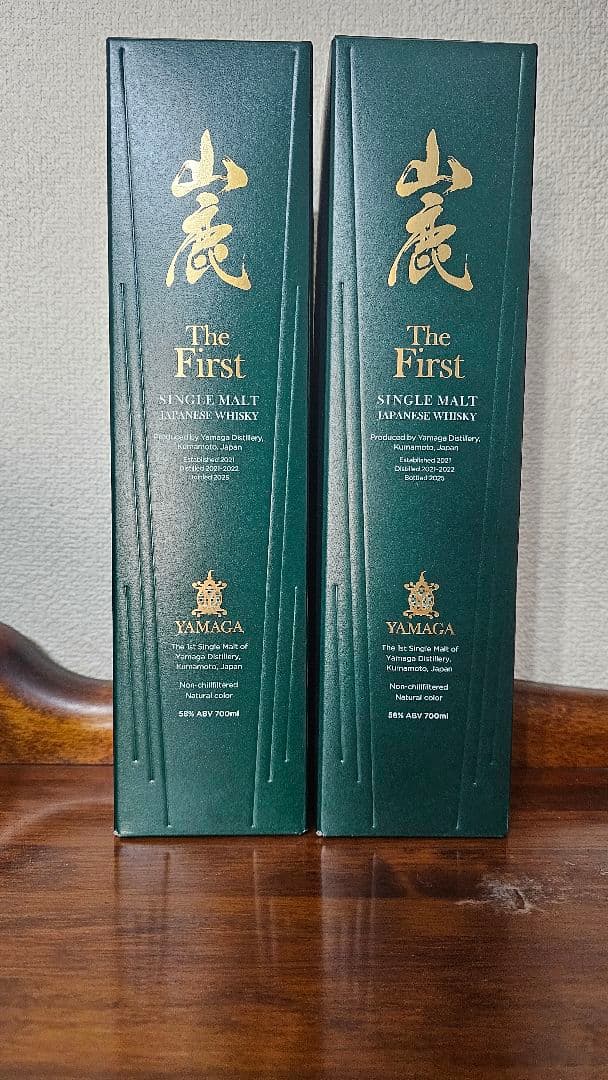 山鹿
The
First
SINGLE MALT
JAPANESE WHISKY
Produced by Yamaga Distillery,
Kumamoto, Japan
Established 2021
Distilled 2021-2022
Bottled 2025
YAMAGA
The 1st Single Malt of
Yamaga Distillery,
Kumamoto, Japan
Non-chillfiltered
Natural color
58% ABV 700ml
山鹿
The
First
SINGLE MALT
JAPANESE WHISKY
Produced by Yamaga Distillery,
Kumamoto, Japan
Established 2021
Distilled 2021-2022
Bottled 2025
YAMAGA
The 1st Single Malt of
Yamaga Distillery,
Kumamoto, Japan
Non-chillfiltered
Natural color
58% ABV 700ml